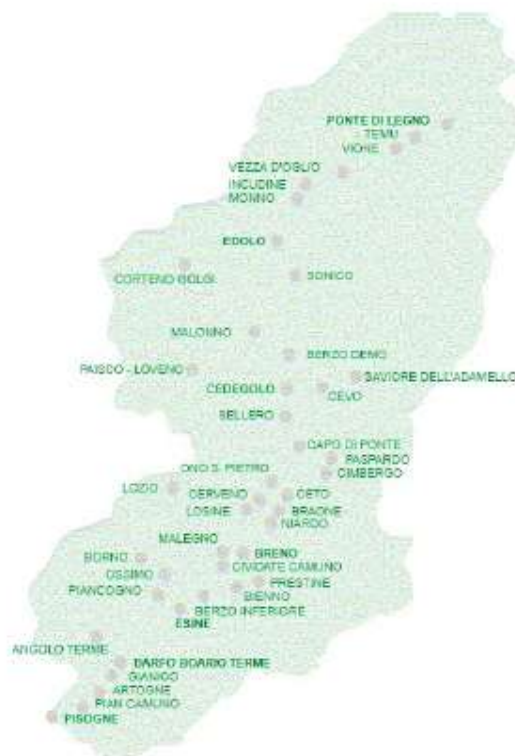 PONTE DI LEGNO
TEMU
VIONE
VEZZA D'OGLIO
INCUDINE
MONNO
EDOLO
CORTENO GOLGI
SONICO
MALONNO
BERZO DEMO
PAISCO - LOVENO
SAVIORE DELL'ADAMELLO
CEDEGOLO
CEVO
SELLERO
CAPO DI PONTE
PASPARDO
ONO S. PIETRO
CIMBERGO
LOZIO
CERVENO
CETO
LOSINE
BRAONE
NIARDO
MALEGNO
BRENO
BORNO
CIVIDATE CAMUNO
OSSIMO
PRESTINE
PIANCOGNO
BIENNO
BERZO INFERIORE
ESINE
ANGOLO TERME
DARFO BOARIO TERME
GIANICO
ARTOGNE
PIAN CAMUNO
PISOGNE